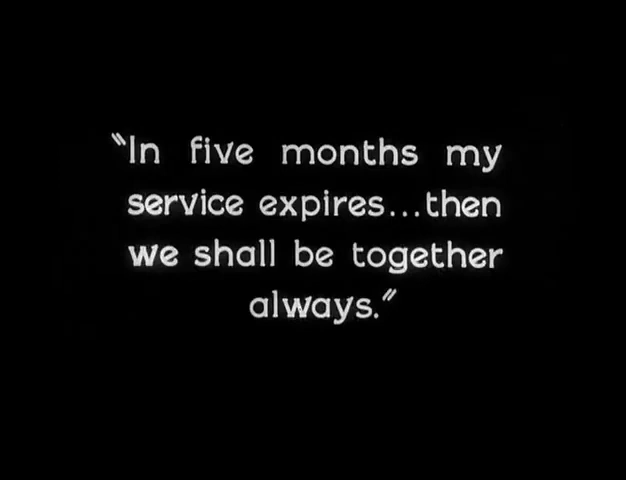 "In five months my
service expires...then
we shall be together
always."